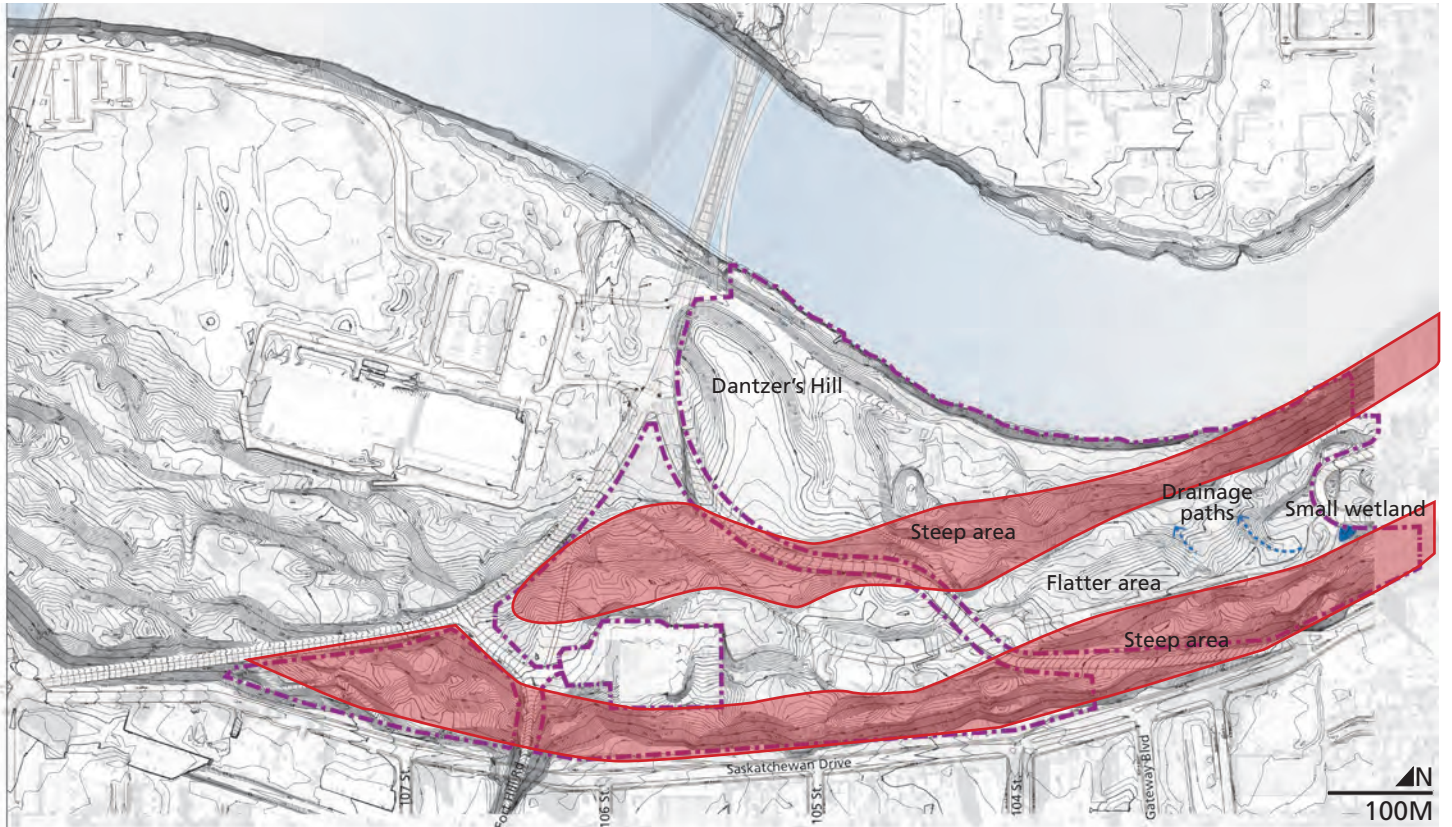 Dantzer's Hill
Drainage
paths
Small wetland
Steep area
Flatter area
Steep area
Saskatchewan Drive
107 St.
Fort Hill Rd
106 St.
105 St.
104 St.
Gateway Blvd
N
100M